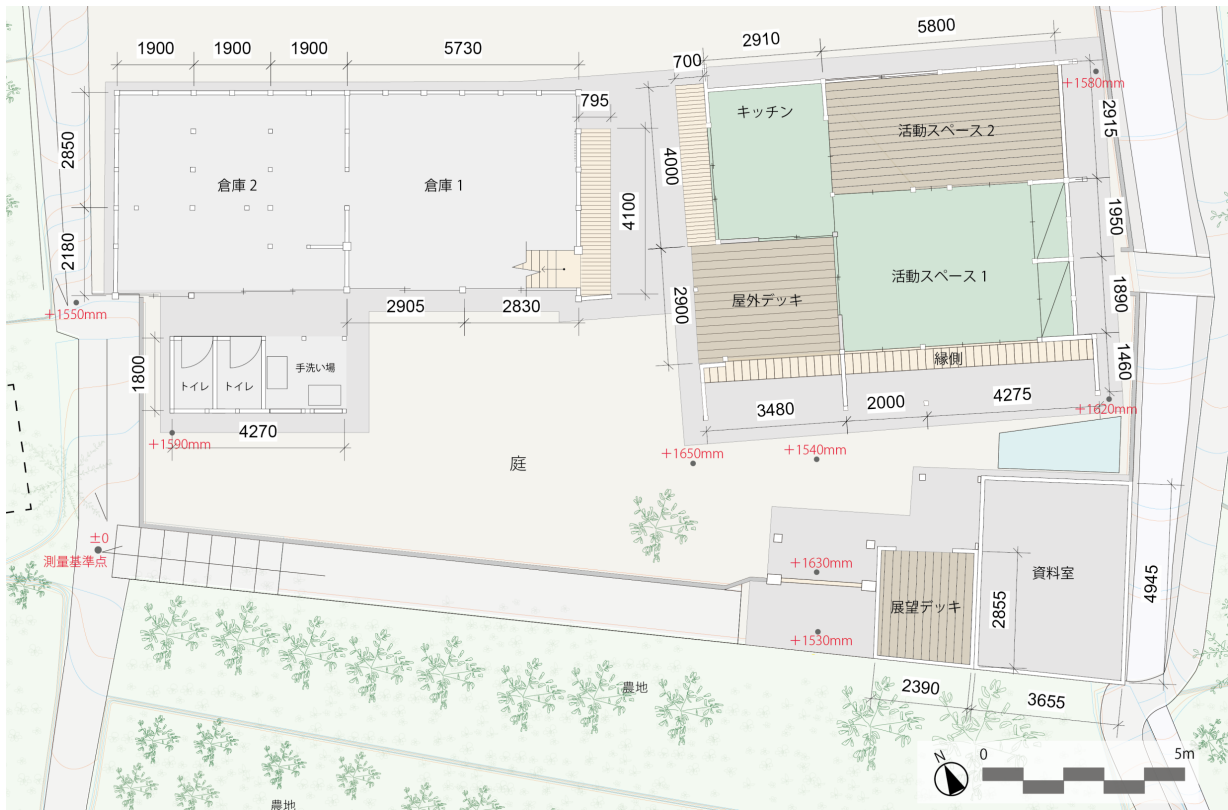 1900
1900
1900
5730
2910
5800
700
795
+1580mm
キッチン
2915
活動スペース 2
2850
4000
倉庫 2
倉庫 1
4100
1950
2180
活動スペース 1
屋外デッキ
2900
1890
+1550mm
2905
2830
縁側
1460
1800
手洗い場
トイレ
トイレ
3480
2000
4275
+1620mm
4270
+1590mm
+1650mm
+1540mm
庭
±0
測量基準点
+1630mm
資料室
4945
展望デッキ
2855
+1530mm
農地
2390
3655
N
0
5m
農地